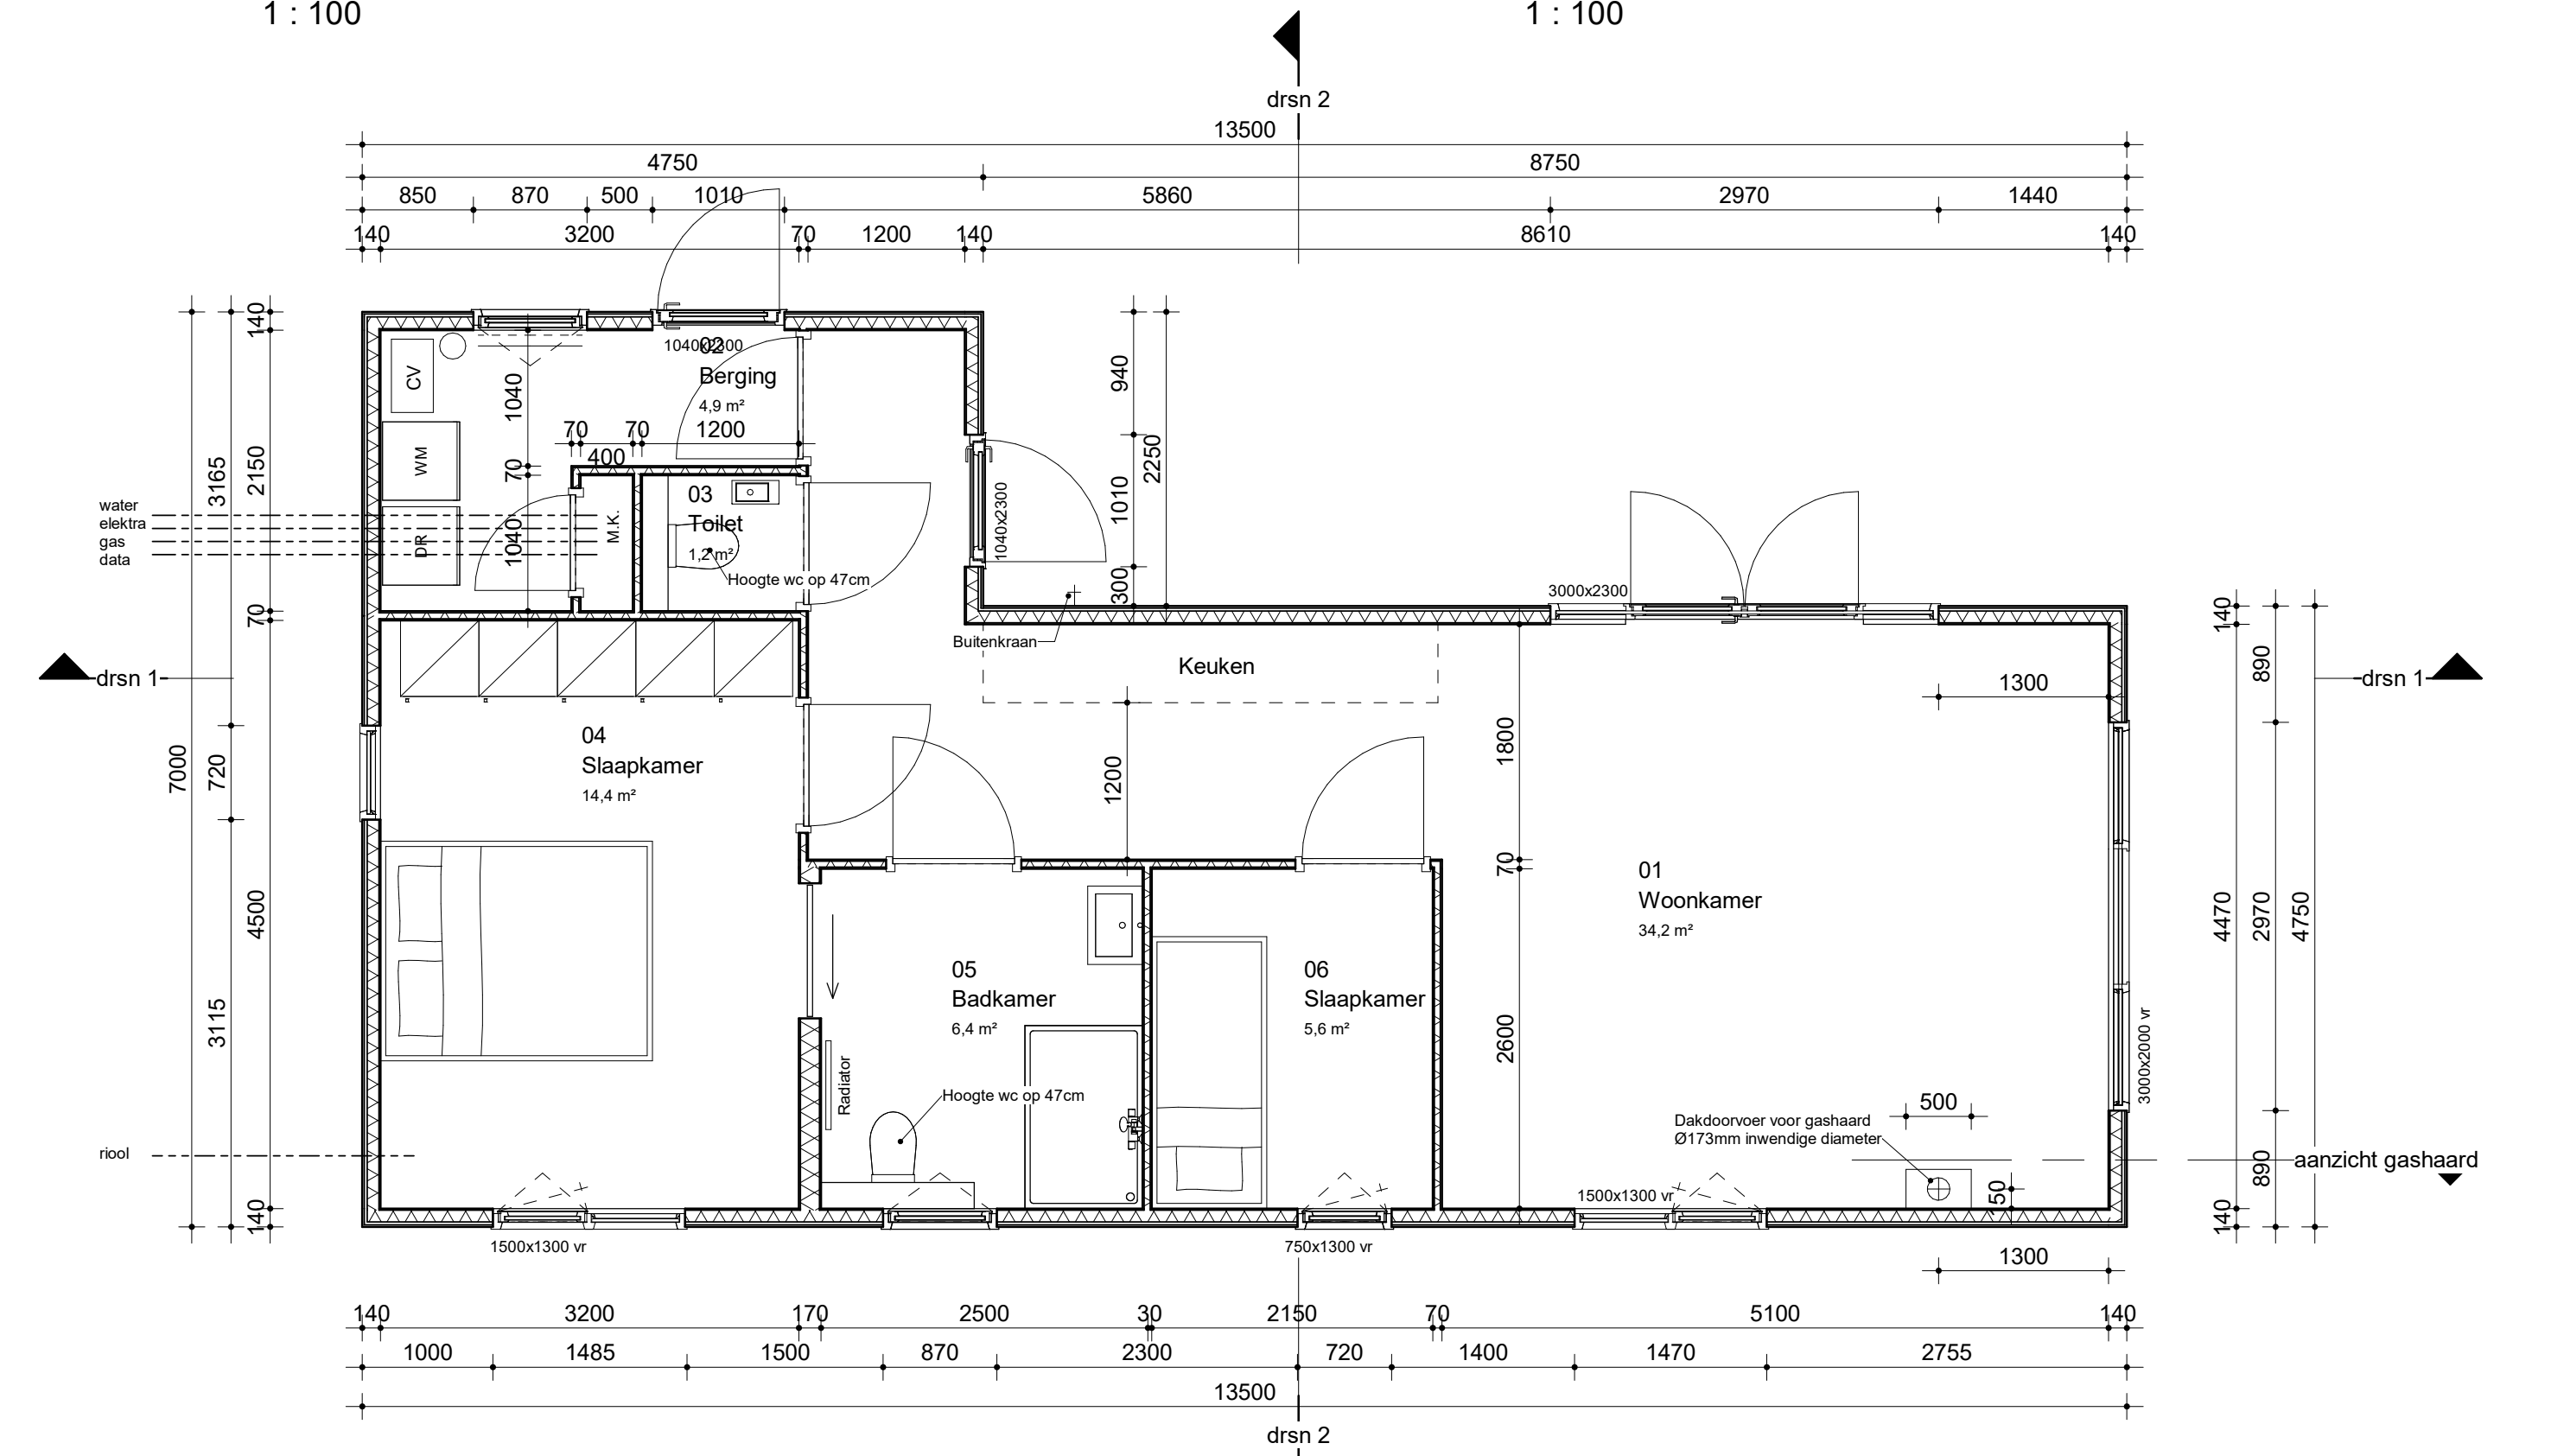 1 : 100
1 : 100
drsn 2
13500
4750
8750
850
870
500
1010
5860
2970
1440
140
3200
70
1200
140
8610
140
140
2150
70
4500
140
3165
720
3115
7000
1040x2300
02
Berging
4,9 m²
CV
WM
DR
1040
70
1040
70
70
1200
400
M.K.
03
Toilet
1,2 m²
Hoogte wc op 47cm
940
1010
300
2250
1040x2300
water
elektra
gas
data
Buitenkraan
Keuken
3000x2300
140
890
1300
drsn 1
drsn 1
04
Slaapkamer
14,4 m²
1200
1800
70
2600
01
Woonkamer
34,2 m²
4470
2970
4750
05
Badkamer
6,4 m²
06
Slaapkamer
5,6 m²
Radiator
Hoogte wc op 47cm
3000x2000 vr
500
Dakdoorvoer voor gashaard
Ø173mm inwendige diameter
riool
aanzicht gashaard
890
140
150
1500x1300 vr
1500x1300 vr
750x1300 vr
1300
140
3200
170
2500
30
2150
70
5100
140
1000
1485
1500
870
2300
720
1400
1470
2755
13500
drsn 2